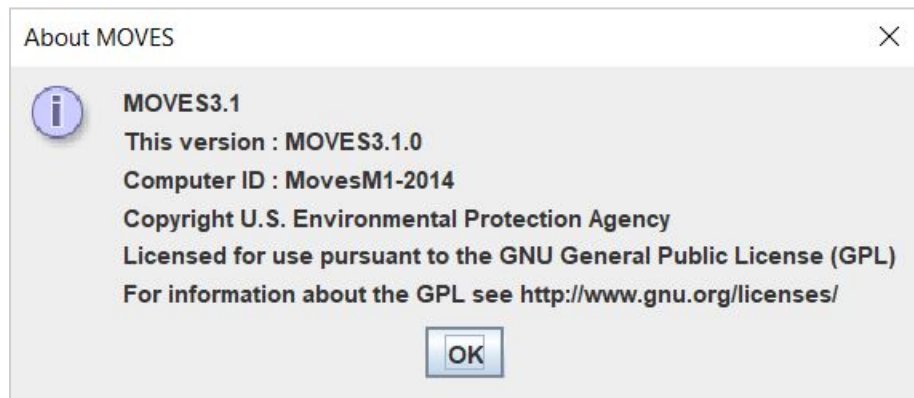 About MOVES
MOVES3.1
This version : MOVES3.1.0
Computer ID : MovesM1-2014
Copyright U.S. Environmental Protection Agency
Licensed for use pursuant to the GNU General Public License (GPL)
For information about the GPL see http://www.gnu.org/licenses/
OK